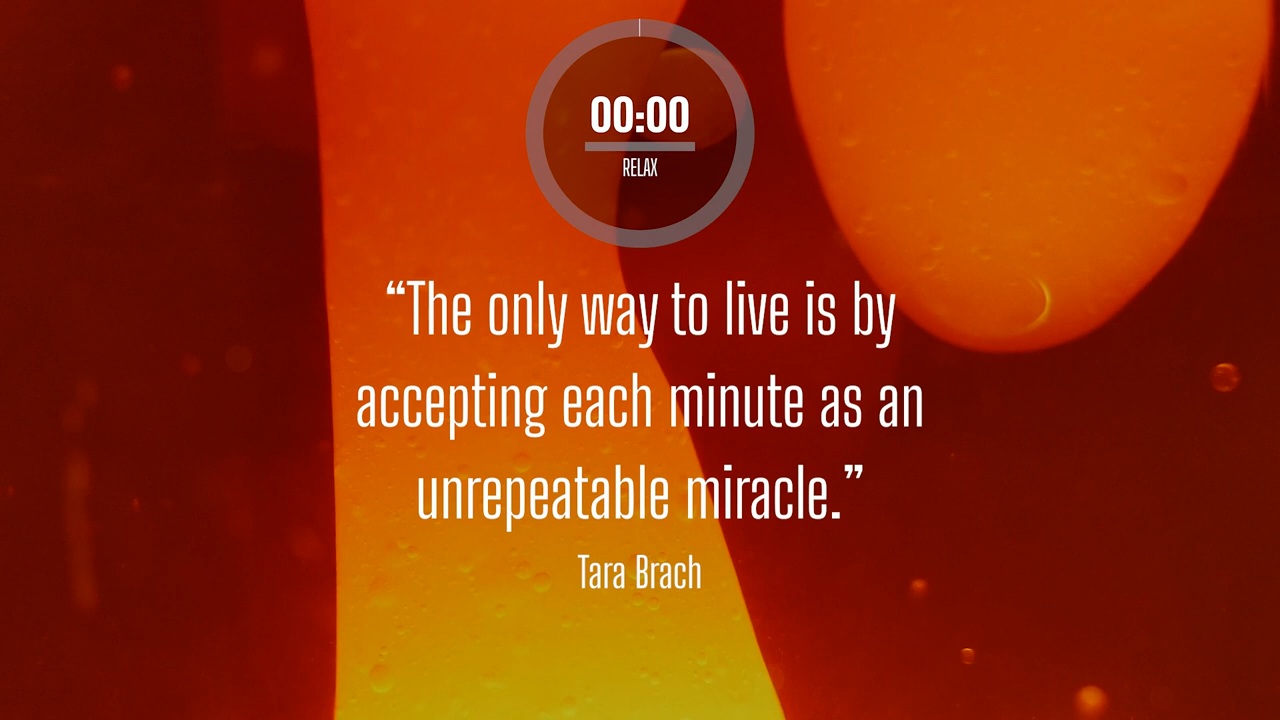 00:00
RELAX
“The only way to live is by
accepting each minute as an
unrepeatable miracle.”
Tara Brach